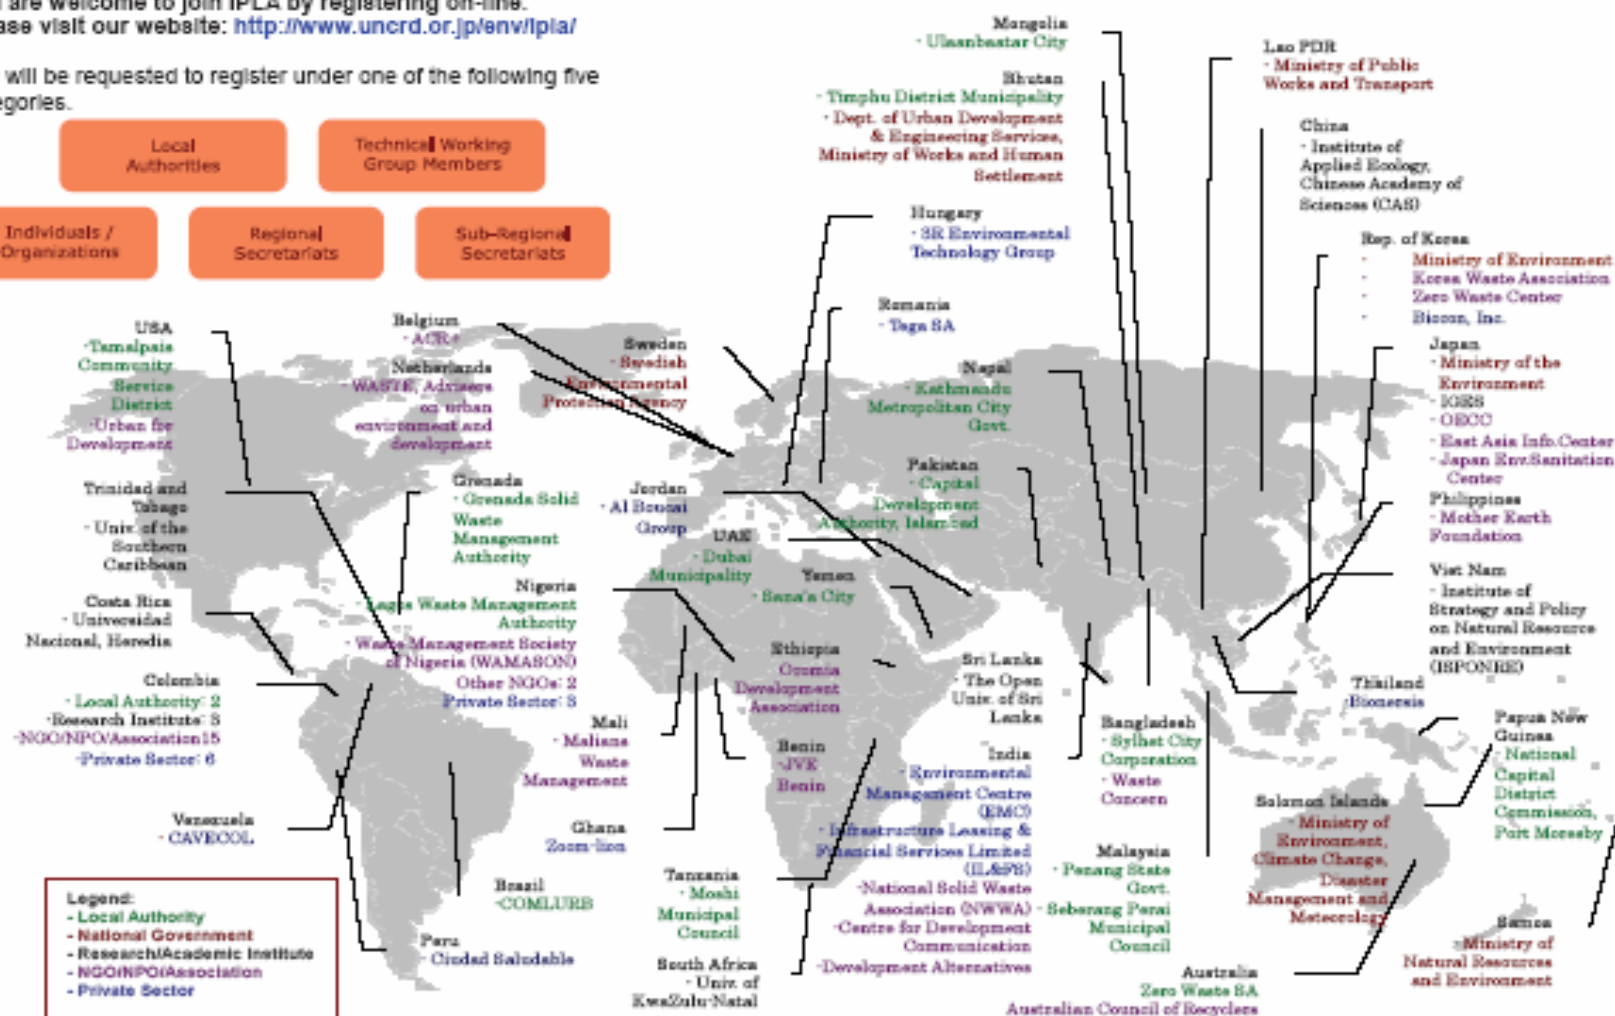 are welcome to join IPLA by registering on-line.
ase visit our website: http://www.uncrd.or.jp/env/ipla/
will be requested to register under one of the following five
egories.
Local
Authorities
Technical Working
Group Members
Individuals /
Organizations
Regional
Secretariats
Sub-Regional
Secretariats
Mongolia
- Ulaanbaatar City
Bhutan
- Timphu District Municipality
- Dept. of Urban Development
& Engineering Services,
Ministry of Works and Human
Settlement
Lao PDR
- Ministry of Public
Works and Transport
China
- Institute of
Applied Ecology,
Chinese Academy of
Sciences (CAS)
Hungary
- SR Environmental
Technology Group
Rep. of Korea
- Ministry of Environment
- Korea Waste Association
- Zero Waste Center
- Biocon, Inc.
Romania
- Tega SA
USA
-Tamalpais
Community
Service
District
-Urban for
Development
Belgium
- ACR+
Netherlands
- WASTE, Advisers
on urban
environment and
development
Sweden
- Swedish
Environmental
Protection Agency
Nepal
- Kathmandu
Metropolitan City
Govt.
Japan
- Ministry of the
Environment
- IGES
- OECC
- East Asia Info.Center
- Japan Env.Sanitation
Center
Pakistan
- Capital
Development
Authority, Islambad
Trinidad and
Tobago
- Univ. of the
Southern
Caribbean
Grenada
- Grenada Solid
Waste
Management
Authority
Jordan
- Al Boucai
Group
Philippines
- Mother Earth
Foundation
UAE
- Dubai
Municipality
Yemen
- Sana'a City
Viet Nam
- Institute of
Strategy and Policy
on Natural Resource
and Environment
(ISPONRE)
Nigeria
- Lagos Waste Management
Authority
- Waste Management Society
of Nigeria (WAMASON)
Other NGOs: 2
Private Sector: 5
Costa Rica
- Universidad
Nacional, Heredia
Ethiopia
Oromia
Development
Association
Sri Lanka
- The Open
Univ. of Sri
Lanka
Colombia
- Local Authority: 2
-Research Institute: 3
-NGO/NPO/Association15
-Private Sector: 6
Thailand
-Bionersis
Mali
- Maliane
Waste
Management
Benin
-JVE
Benin
India
- Environmental
Management Centre
(EMC)
- Infrastructure Leasing &
Financial Services Limited
(IL&FS)
-National Solid Waste
Association (NWWA)
-Centre for Development
Communication
-Development Alternatives
Bangladesh
- Sylhet City
Corporation
- Waste
Concern
Papua New
Guinea
- National
Capital
District
Commission,
Port Moresby
Solomon Islands
- Ministry of
Environment,
Climate Change,
Disaster
Management and
Meteorology
Venezuela
- CAVECOL
Ghana
Zoom-lion
Malaysia
- Penang State
Govt.
- Seberang Perai
Municipal
Council
Tanzania
- Moshi
Municipal
Council
Brazil
-COMLURB
Peru
- Ciudad Saludable
South Africa
- Univ. of
KwaZulu-Natal
Australia
Zero Waste SA
Australian Council of Recyclers
Samoa
-Ministry of
Natural Resources
and Environment
Legend:
- Local Authority
- National Government
- Research/Academic Institute
- NGO/NPO/Association
- Private Sector